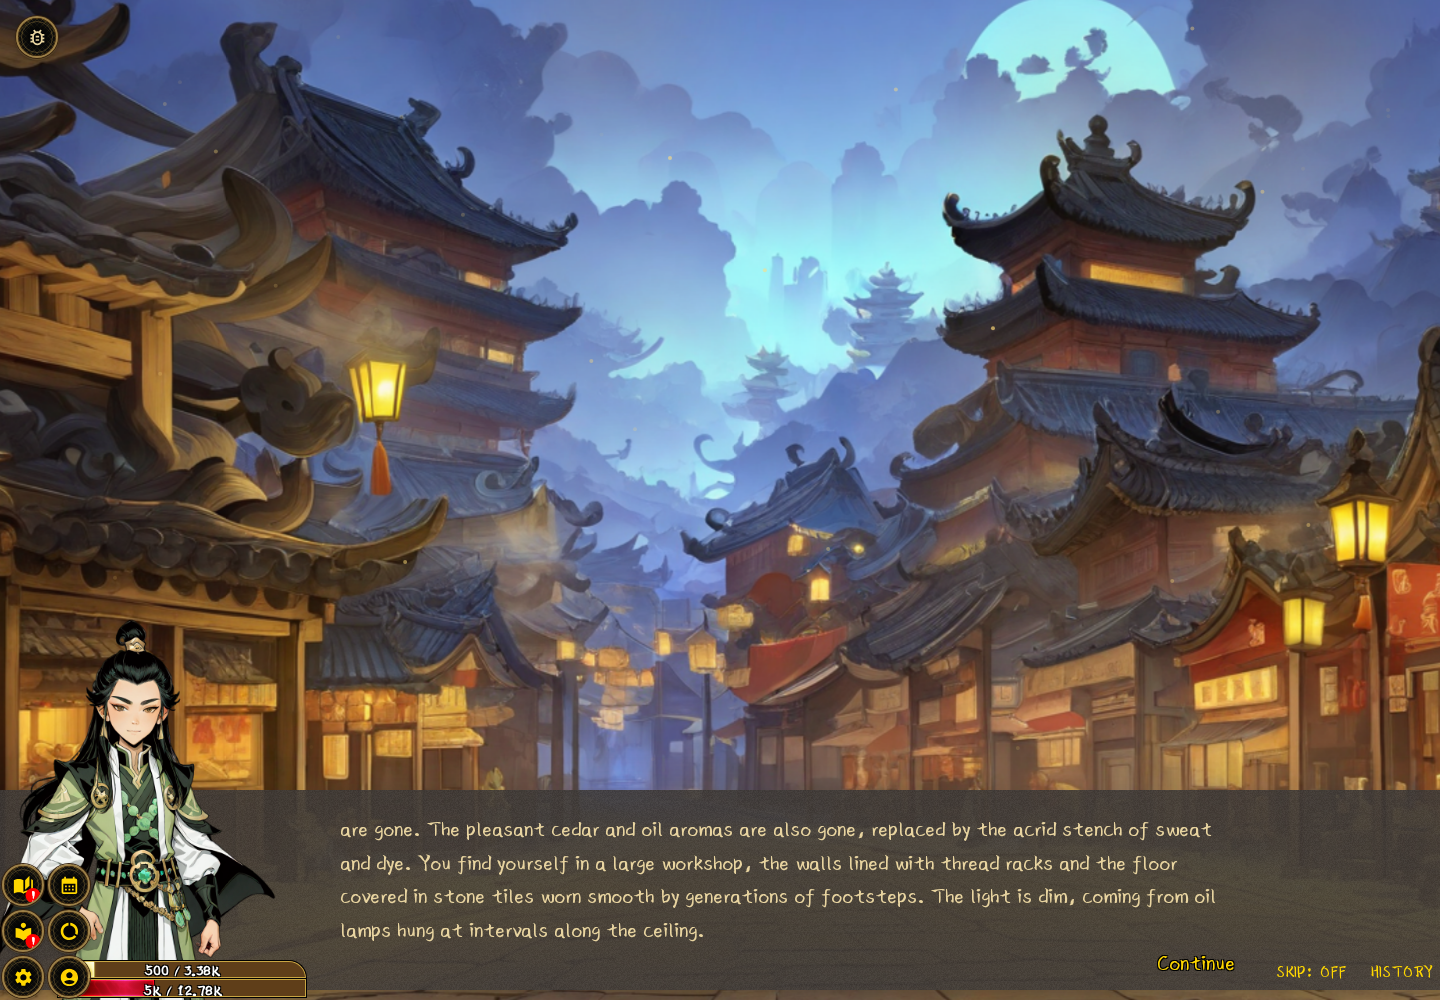 are gone. The pleasant cedar and oil aromas are also gone, replaced by the acrid stench of sweat
and dye. You find yourself in a large workshop, the walls lined with thread racks and the floor
covered in stone tiles worn smooth by generations of footsteps. The light is dim, coming from oil
lamps hung at intervals along the ceiling.
Continue
SKIP: OFF HISTORY
500 / 3.38K
5K / 12.78K